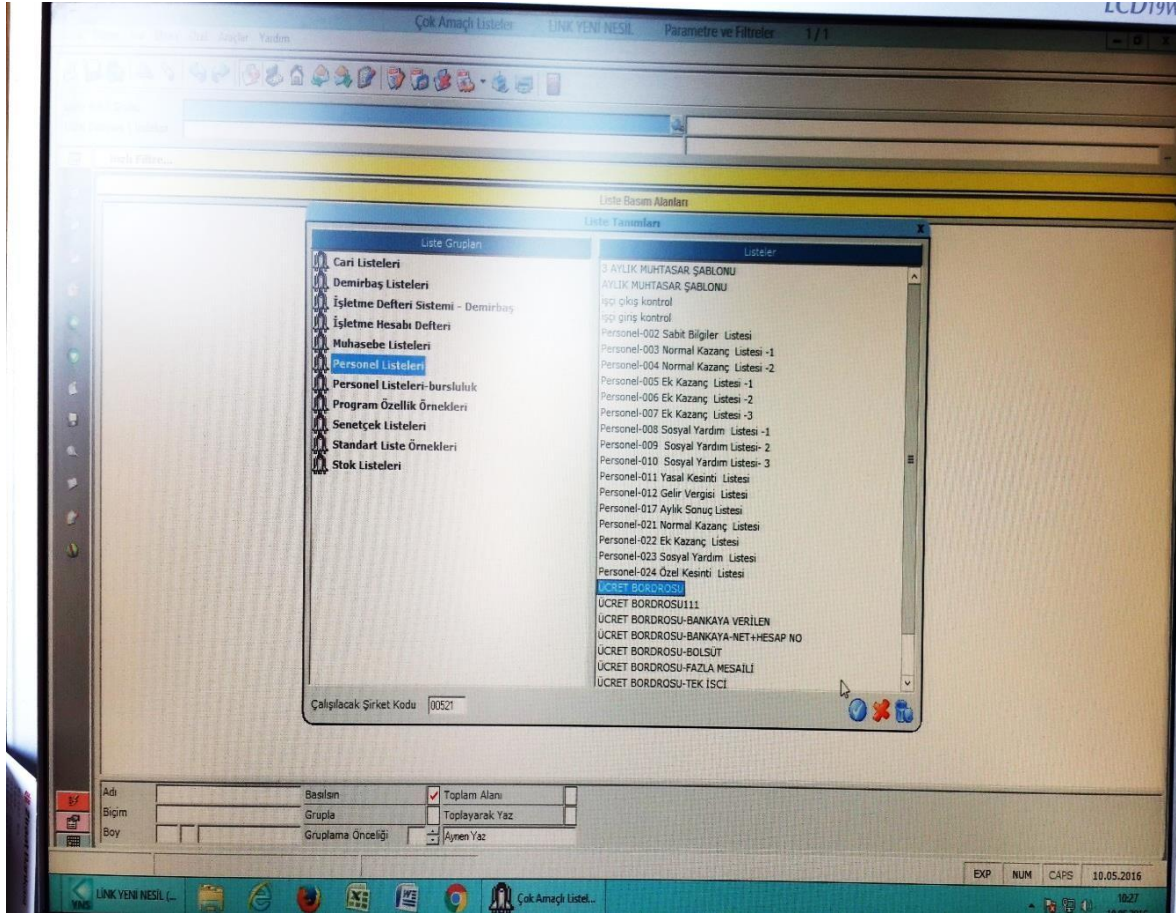 LCD19W
Çok Amaçlı Listeler LINK YENİ NESİL Parametre ve Filtreler 1/1
Araçlar Yardım
Hızlı Filtre...
Liste Basım Alanları
Liste Tanımları X
Liste Grupları
Cari Listeleri
Demirbaş Listeleri
İşletme Defteri Sistemi - Demirbaş
İşletme Hesabı Defteri
Muhasebe Listeleri
Personel Listeleri
Personel Listeleri-bursluluk
Program Özellik Örnekleri
Senetçek Listeleri
Standart Liste Örnekleri
Stok Listeleri
Listeler
3 AYLIK MUHTASAR ŞABLONU
AYLIK MUHTASAR ŞABLONU
işçi çıkış kontrol
işçi giriş kontrol
Personel-002 Sabit Bilgiler Listesi
Personel-003 Normal Kazanç Listesi -1
Personel-004 Normal Kazanç Listesi -2
Personel-005 Ek Kazanç Listesi -1
Personel-006 Ek Kazanç Listesi -2
Personel-007 Ek Kazanç Listesi -3
Personel-008 Sosyal Yardım Listesi -1
Personel-009 Sosyal Yardım Listesi- 2
Personel-010 Sosyal Yardım Listesi- 3
Personel-011 Yasal Kesinti Listesi
Personel-012 Gelir Vergisi Listesi
Personel-017 Aylık Sonuç Listesi
Personel-021 Normal Kazanç Listesi
Personel-022 Ek Kazanç Listesi
Personel-023 Sosyal Yardım Listesi
Personel-024 Özel Kesinti Listesi
ÜCRET BORDROSU
ÜCRET BORDROSU111
ÜCRET BORDROSU-BANKAYA VERİLEN
ÜCRET BORDROSU-BANKAYA-NET+HESAP NO
ÜCRET BORDROSU-BOLSÜT
ÜCRET BORDROSU-FAZLA MESAİLİ
ÜCRET BORDROSU-TEK İSCİ
Çalışılacak Şirket Kodu 00521
Adı Basılsın Toplam Alanı
Biçim Grupla Toplayarak Yaz
Boy Gruplama Önceliği Aynen Yaz
EXP NUM CAPS 10.05.2016
YNS LİNK YENİ NESİL (... Çok Amaçlı Listel... 10:27